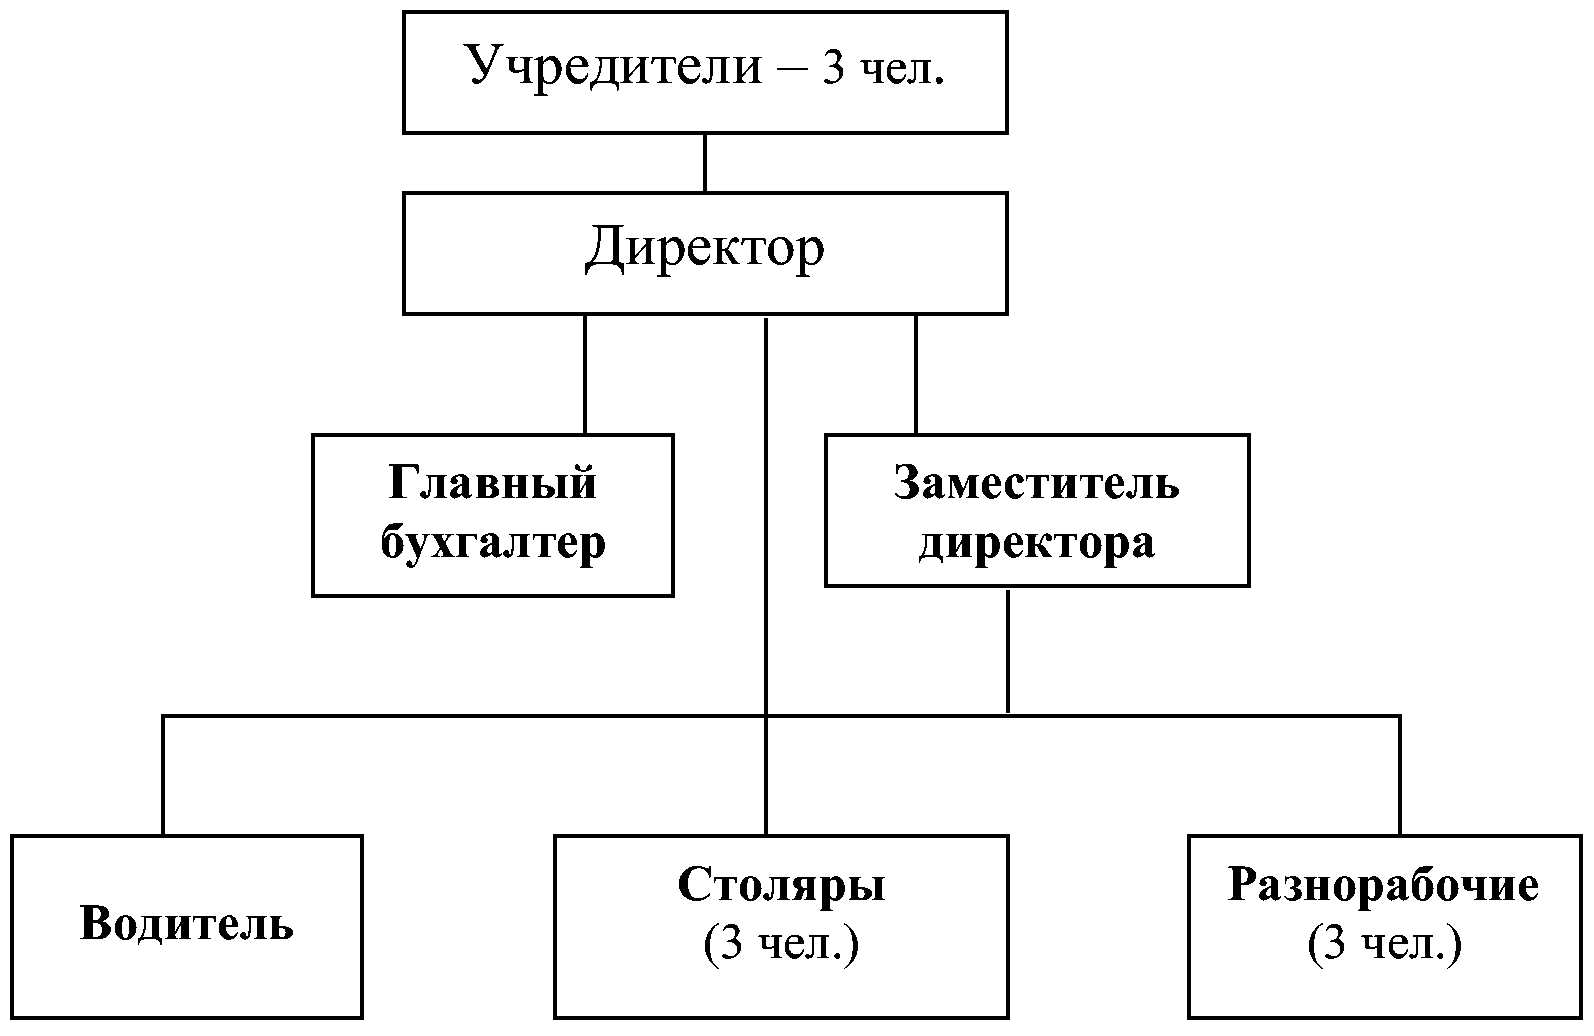 Учредители – 3 чел.
Директор
Главный
бухгалтер
Заместитель
директора
Водитель
Столяры
(3 чел.)
Разнорабочие
(3 чел.)